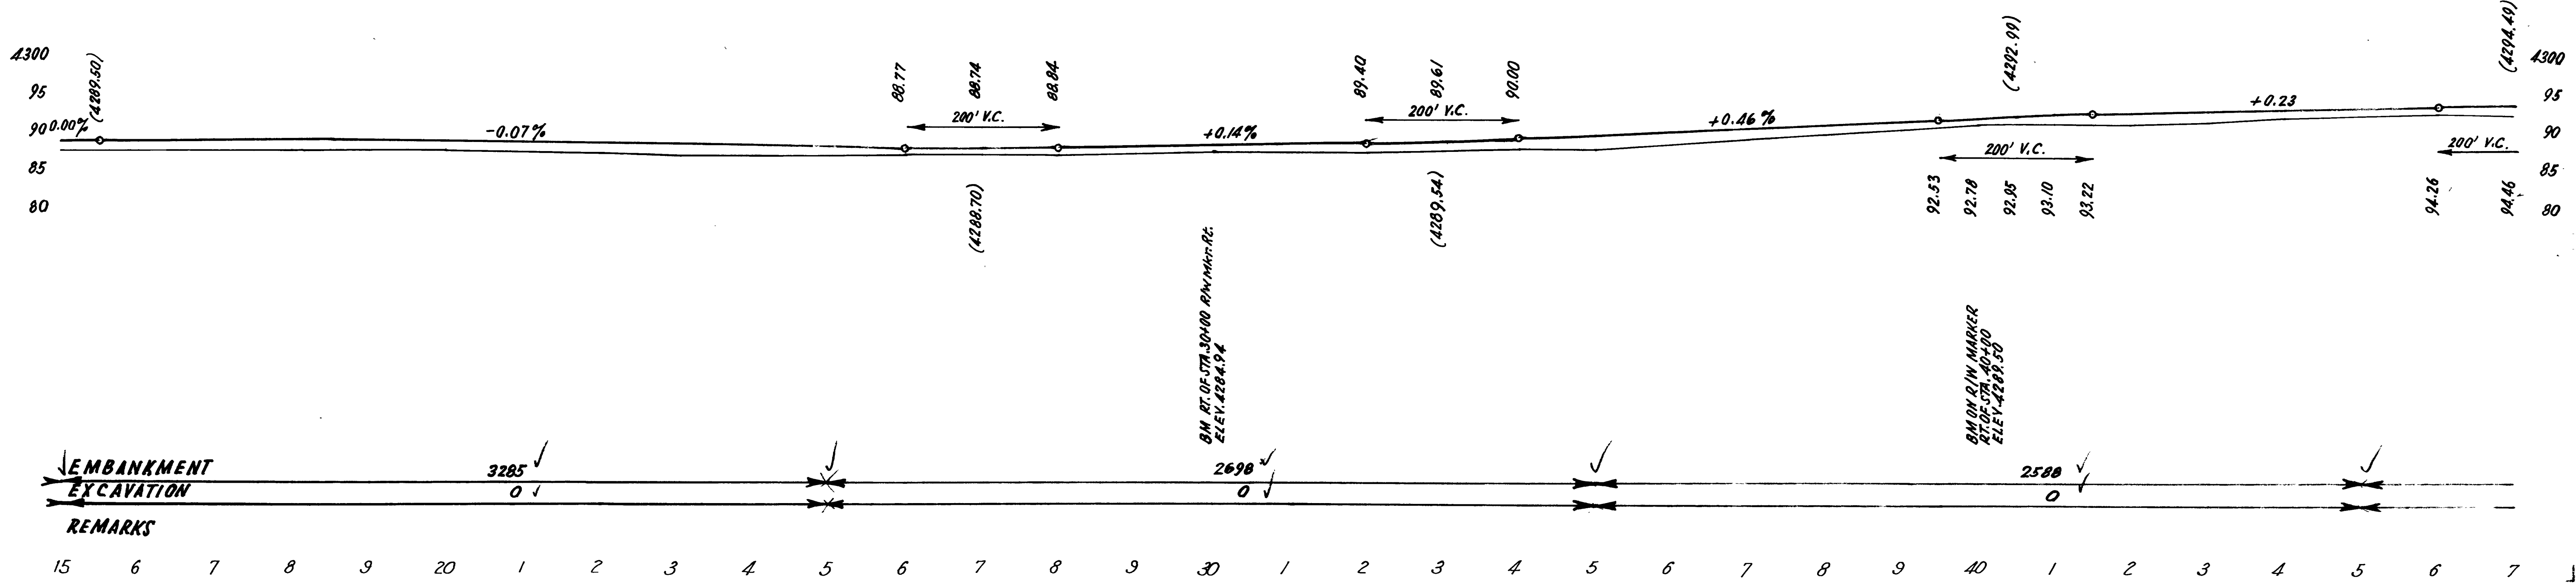 4300
95
90
85
80
0.00%
(4289.50)
-0.07%
88.77
88.74
88.84
200' V.C.
(4288.70)
+0.14%
89.40
89.61
90.00
200' V.C.
(4289.54)
+0.46%
(4292.99)
200' V.C.
92.53
92.78
92.95
93.10
93.22
+0.23
(4294.49)
200' V.C.
94.26
94.46
4300
95
90
85
80
BM RT. OF STA. 30+00 R/W Mkr. Rt.
ELEV. 4284.94
BM ON R/W MARKER
RT. OF STA. 40+00
ELEV. 4289.50
EMBANKMENT 3285 2698 2588
EXCAVATION 0 0 0
REMARKS
15 6 7 8 9 20 1 2 3 4 5 6 7 8 9 30 1 2 3 4 5 6 7 8 9 40 1 2 3 4 5 6 7